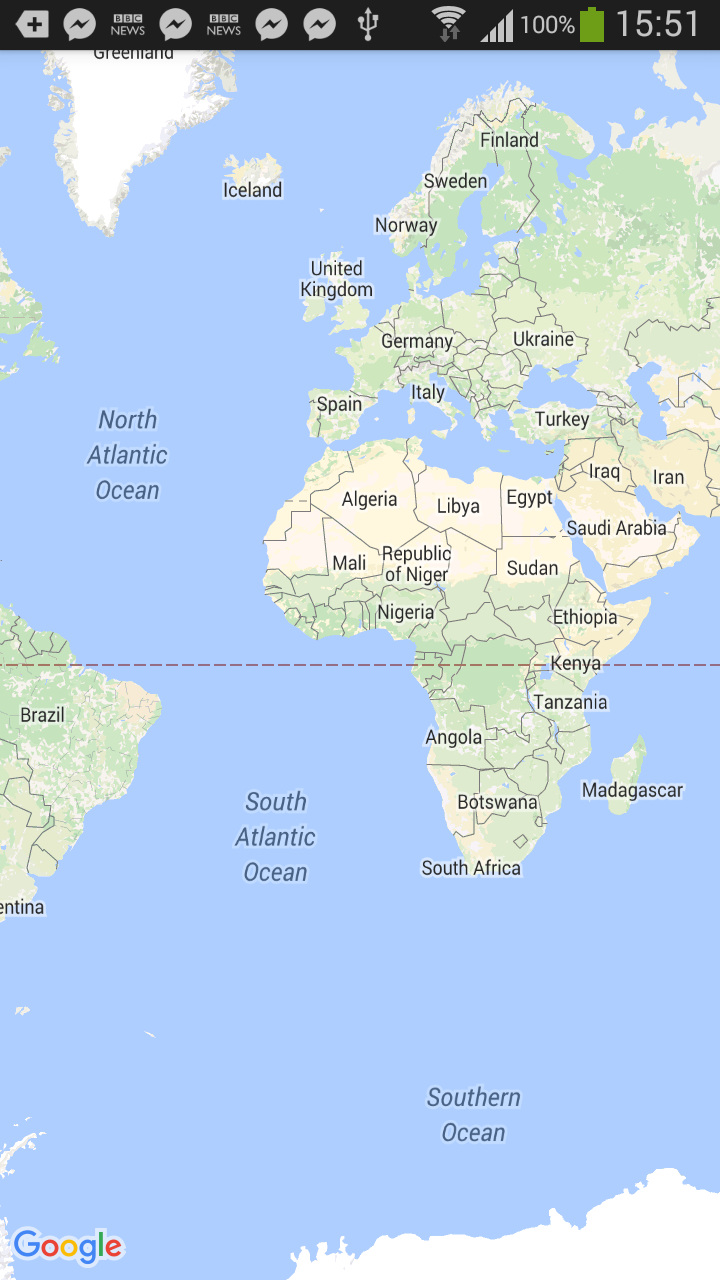 BBC
NEWS
BBC
NEWS
100%
15:51
Greenland
Finland
Iceland
Sweden
Norway
United
Kingdom
Germany
Ukraine
Italy
Spain
North
Atlantic
Ocean
Turkey
Iraq
Iran
Algeria
Libya
Egypt
Saudi Arabia
Mali
Republic
of Niger
Sudan
Nigeria
Ethiopia
Kenya
Tanzania
Brazil
Angola
Madagascar
South
Atlantic
Ocean
Botswana
South Africa
entina
Southern
Ocean
Google